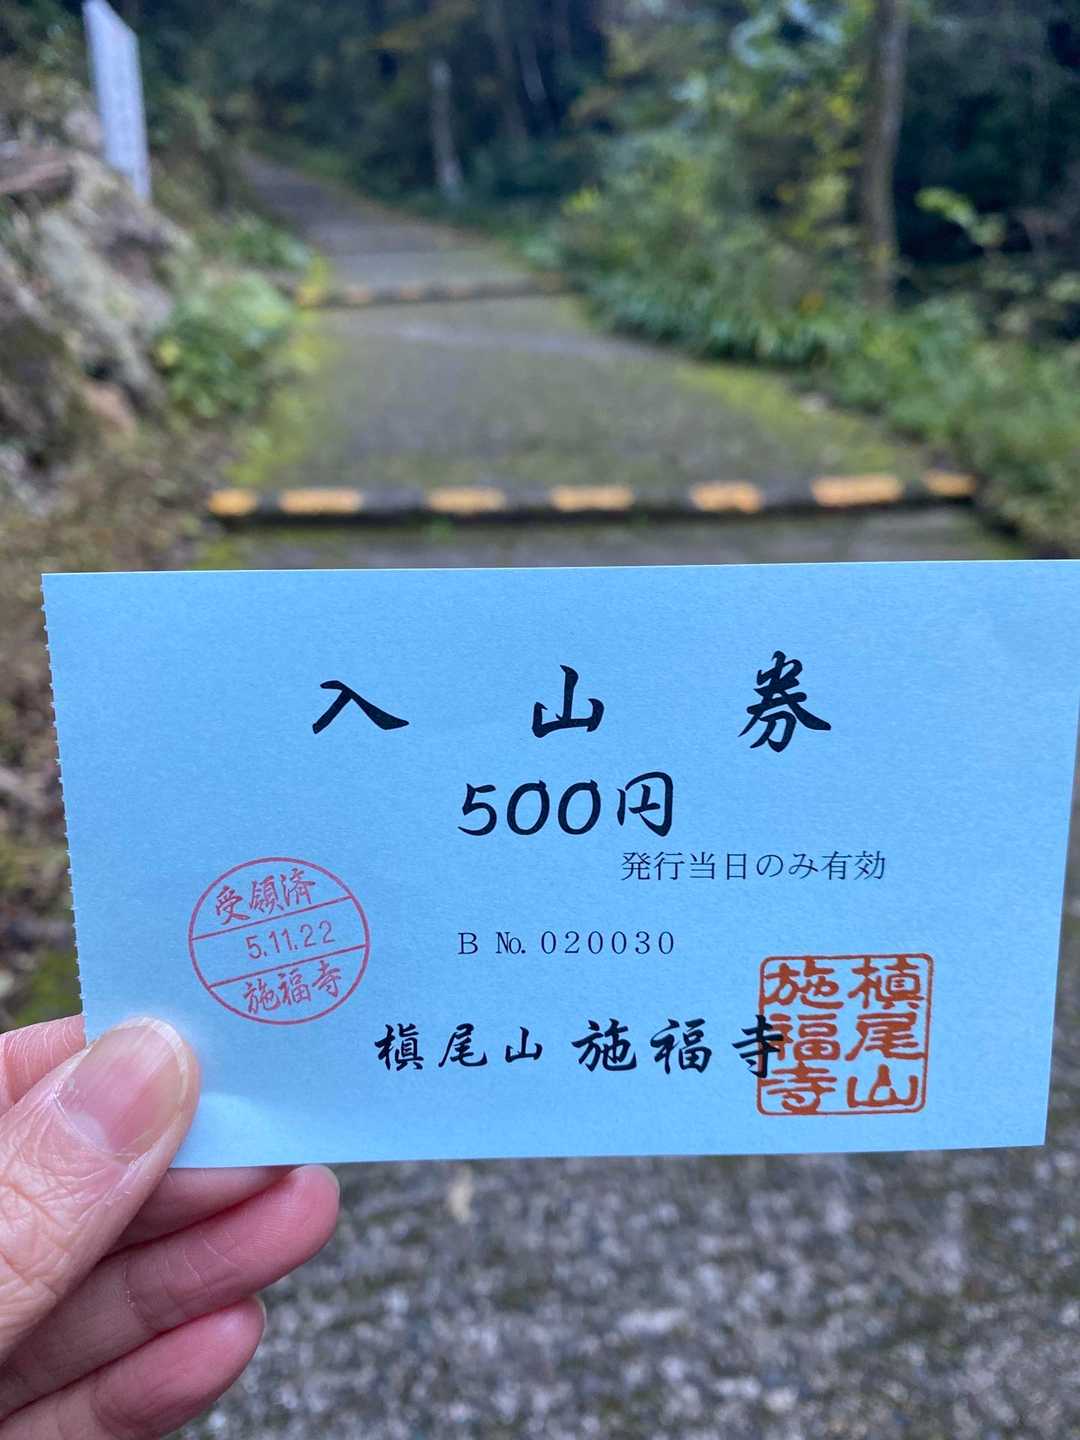 入山券
500円
発行当日のみ有効
受領済
5.11.22
施福寺
B №. 020030
槇尾山 施福寺
槇尾山
施福寺